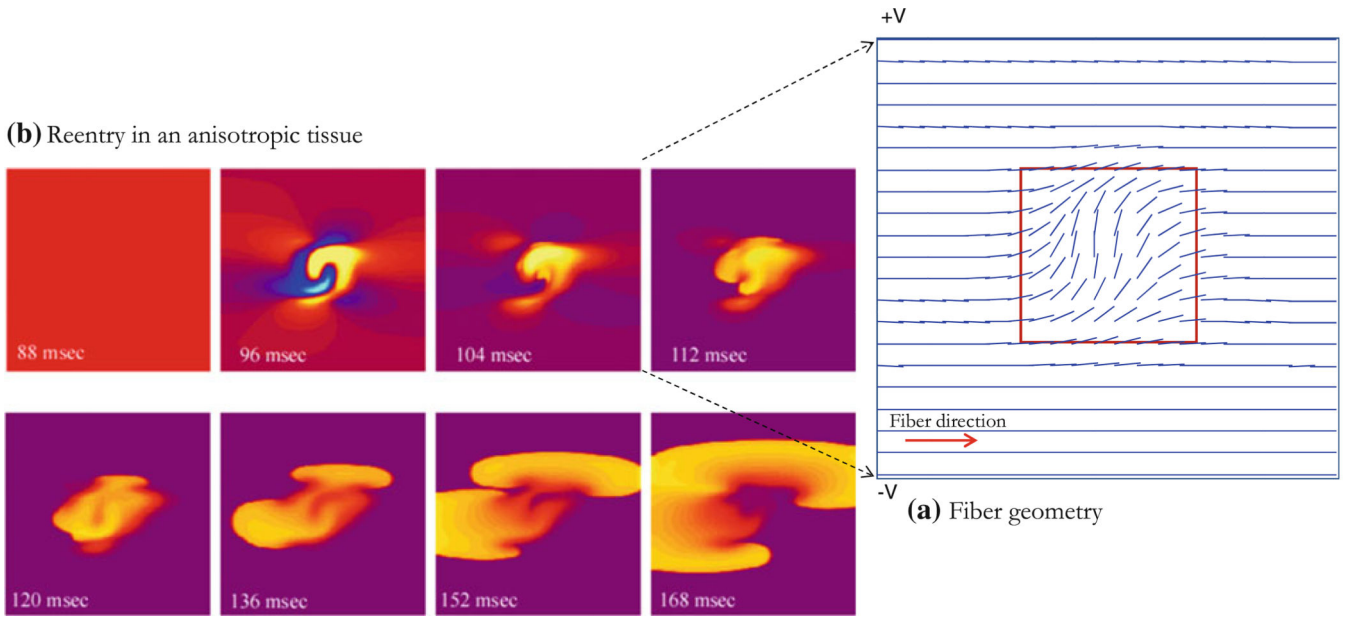 +V
(b) Reentry in an anisotropic tissue
88 msec
96 msec
104 msec
112 msec
120 msec
136 msec
152 msec
168 msec
Fiber direction
-V
(a) Fiber geometry